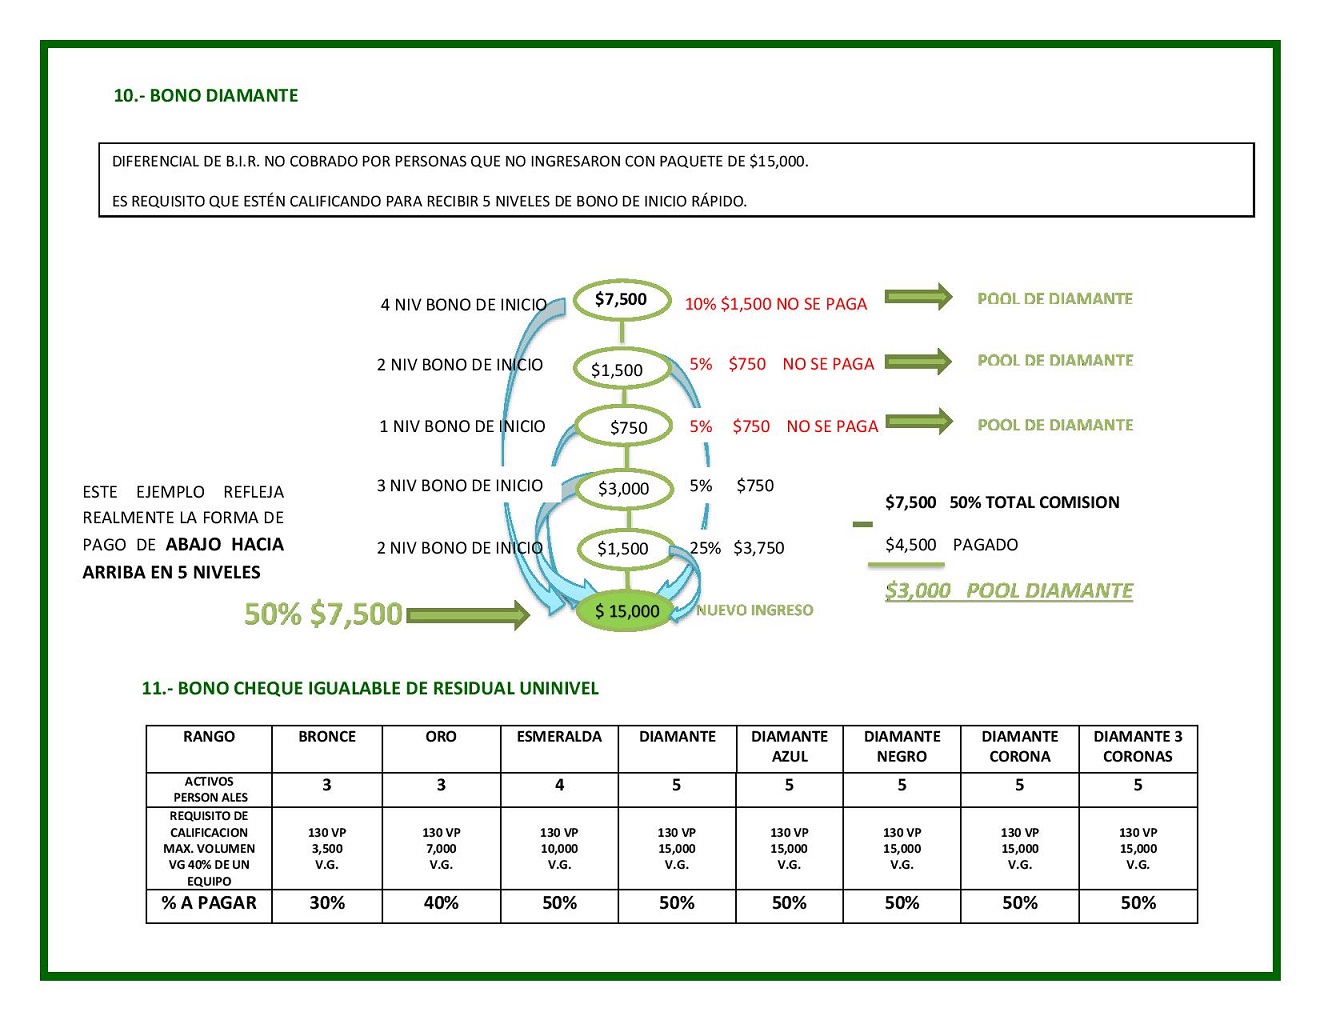 10.- BONO DIAMANTE
DIFERENCIAL DE B.I.R. NO COBRADO POR PERSONAS QUE NO INGRESARON CON PAQUETE DE $15,000.
ES REQUISITO QUE ESTÉN CALIFICANDO PARA RECIBIR 5 NIVELES DE BONO DE INICIO RÁPIDO.
4 NIV BONO DE INICIO $7,500 10% $1,500 NO SE PAGA POOL DE DIAMANTE
2 NIV BONO DE INICIO $1,500 5% $750 NO SE PAGA POOL DE DIAMANTE
1 NIV BONO DE INICIO $750 5% $750 NO SE PAGA POOL DE DIAMANTE
3 NIV BONO DE INICIO $3,000 5% $750
2 NIV BONO DE INICIO $1,500 25% $3,750
$ 15,000 NUEVO INGRESO
ESTE EJEMPLO REFLEJA
REALMENTE LA FORMA DE
PAGO DE ABAJO HACIA
ARRIBA EN 5 NIVELES
50% $7,500
$7,500 50% TOTAL COMISION
$4,500 PAGADO
$3,000 POOL DIAMANTE
11.- BONO CHEQUE IGUALABLE DE RESIDUAL UNINIVEL
RANGO BRONCE ORO ESMERALDA DIAMANTE DIAMANTE AZUL DIAMANTE NEGRO DIAMANTE CORONA DIAMANTE 3 CORONAS
ACTIVOS PERSON ALES 3 3 4 5 5 5 5 5
REQUISITO DE
CALIFICACION 130 VP 130 VP 130 VP 130 VP 130 VP 130 VP 130 VP 130 VP
MAX. VOLUMEN 3,500 7,000 10,000 15,000 15,000 15,000 15,000 15,000
VG 40% DE UN V.G. V.G. V.G. V.G. V.G. V.G. V.G. V.G.
EQUIPO
% A PAGAR 30% 40% 50% 50% 50% 50% 50% 50%